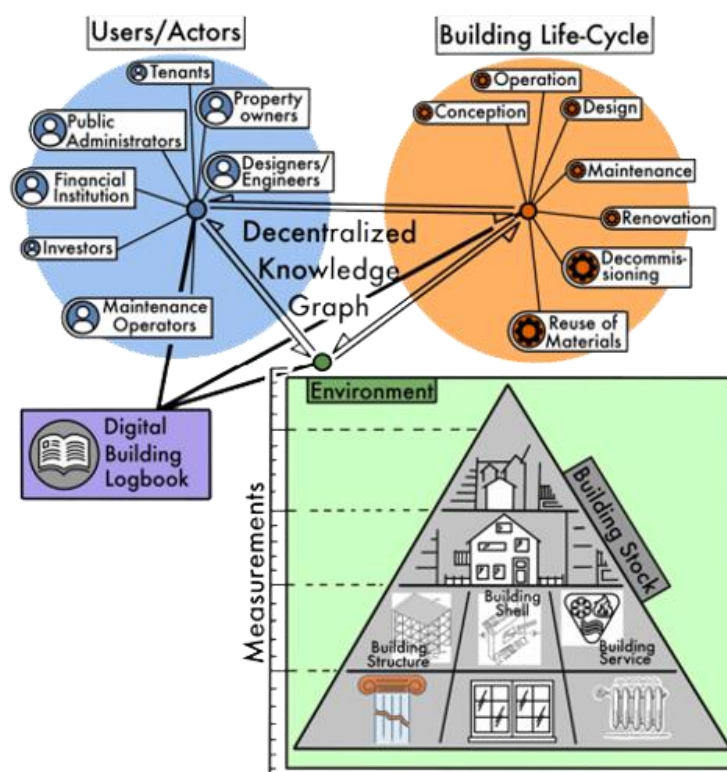 Users/Actors
Building Life-Cycle
Tenants
Property
owners
Public
Administrators
Designers/
Engineers
Financial
Institution
Investors
Maintenance
Operators
Operation
Conception
Design
Maintenance
Renovation
Decommis-
sioning
Reuse of
Materials
Decentralized
Knowledge
Graph
Digital
Building
Logbook
Environment
Measurements
Building Stock
Building
Structure
Building
Shell
Building
Service